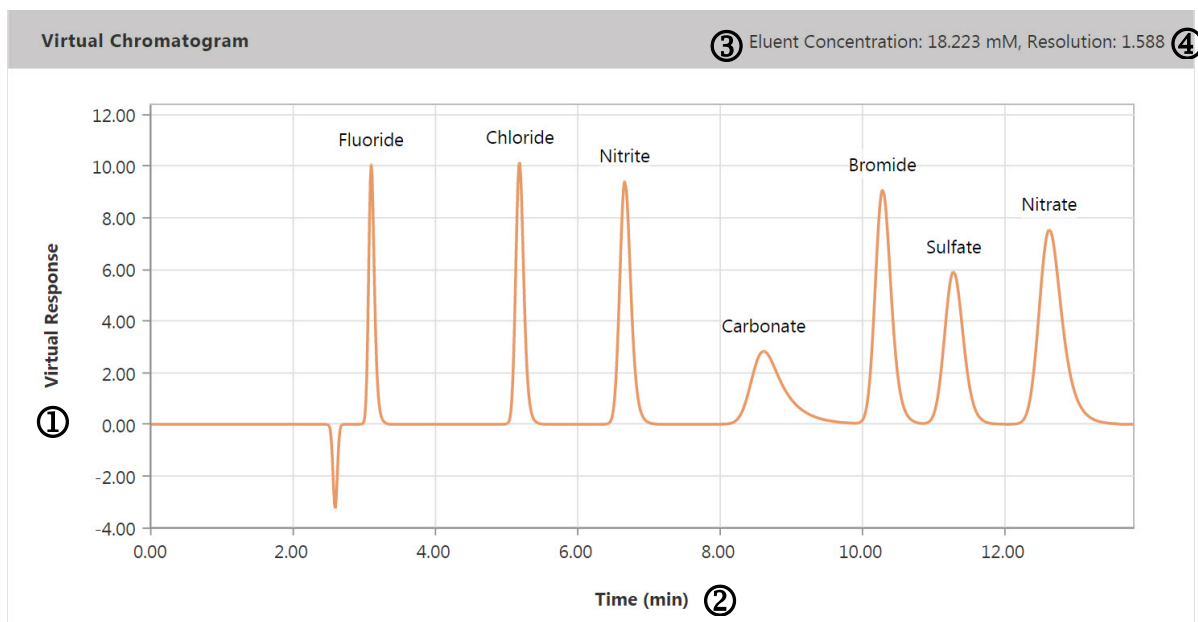 Virtual Chromatogram
③ Eluent Concentration: 18.223 mM, Resolution: 1.588 ④
12.00
10.00
8.00
6.00
4.00
2.00
0.00
-2.00
-4.00
Virtual Response
①
Fluoride
Chloride
Nitrite
Carbonate
Bromide
Sulfate
Nitrate
0.00 2.00 4.00 6.00 8.00 10.00 12.00
Time (min) ②